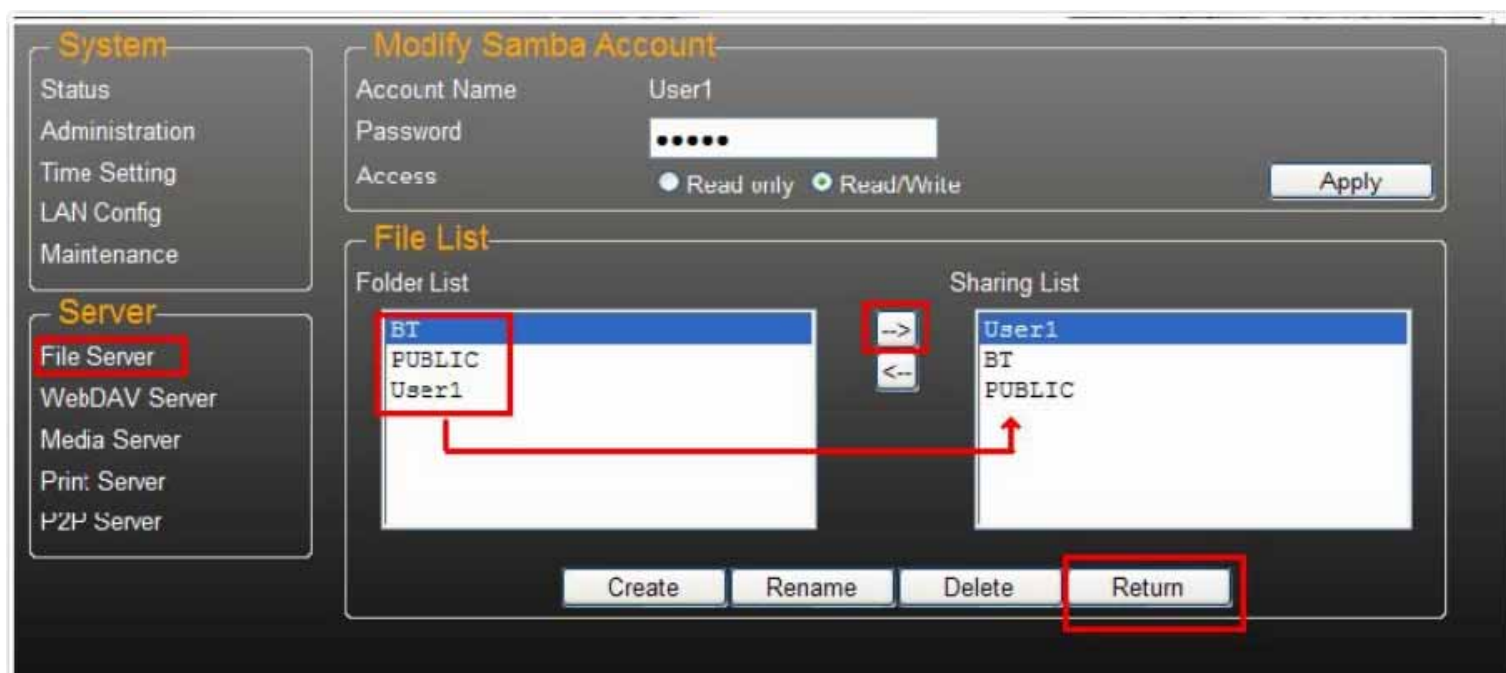 System
Status
Administration
Time Setting
LAN Config
Maintenance
Server
File Server
WebDAV Server
Media Server
Print Server
P2P Server
Modify Samba Account
Account Name User1
Password •••••
Access Read only Read/Write
Apply
File List
Folder List
BT
PUBLIC
User1
-->
<--
Sharing List
User1
BT
PUBLIC
Create Rename Delete Return